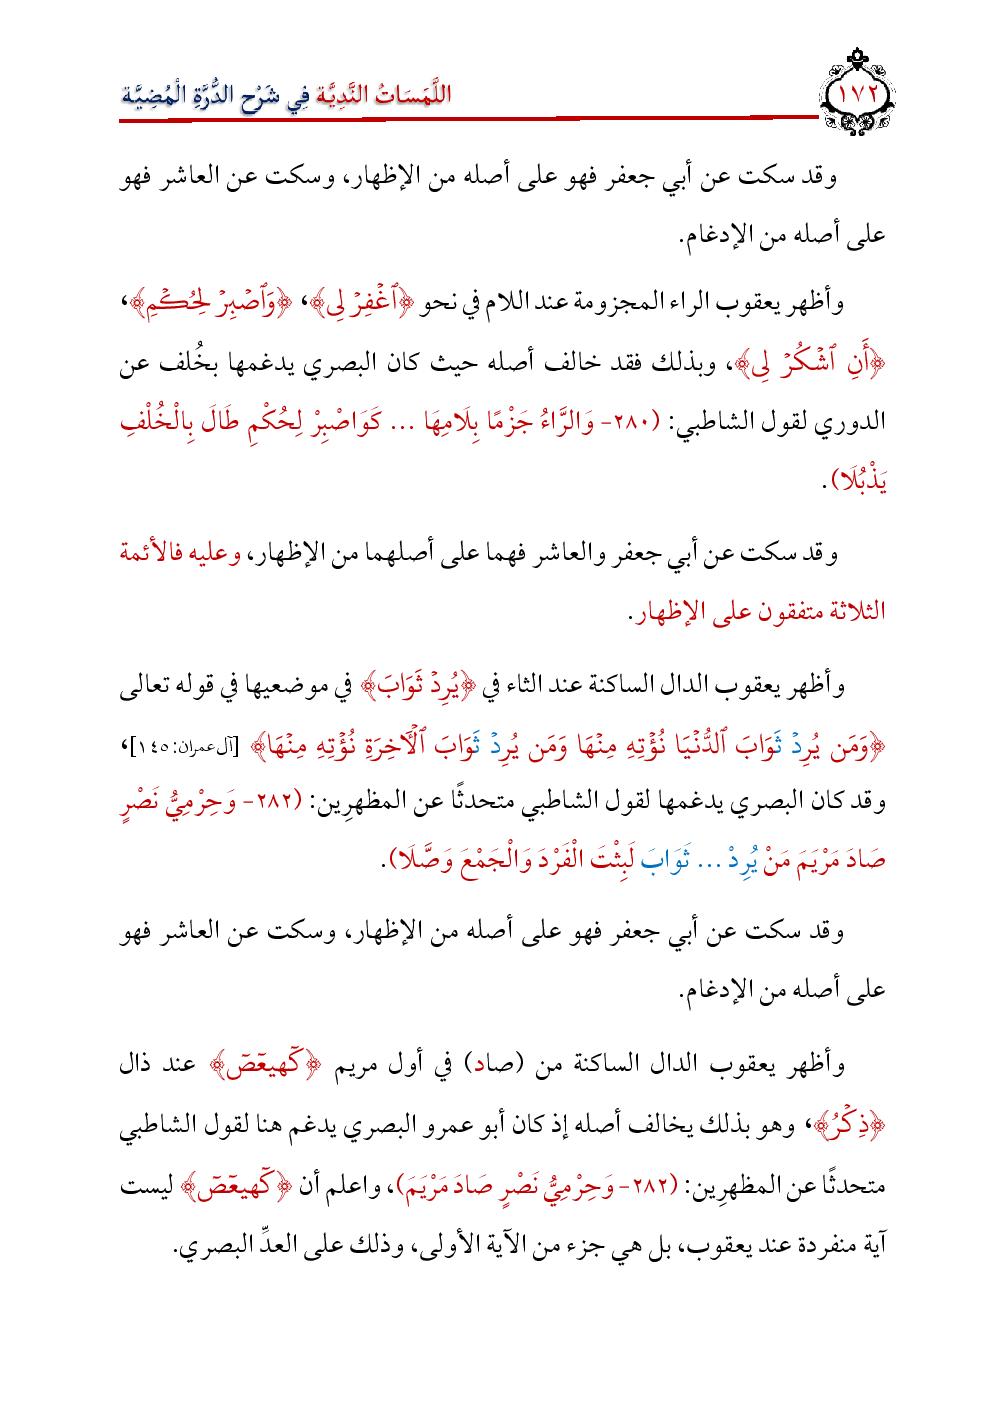 ١٧٢
اللَّمَسَاتُ النَّدِيَّة فِي شَرْحِ الدُّرَّةِ الْمُضِيَّة
وقد سكت عن أبي جعفر فهو على أصله من الإظهار، وسكت عن العاشر فهو
على أصله من الإدغام.
وأظهر يعقوب الراء المجزومة عند اللام في نحو ﴿ٱغۡفِرۡ لِى﴾، ﴿وَٱصۡبِرۡ لِحُكۡمِ﴾،
﴿أَنِ ٱشۡكُرۡ لِى﴾، وبذلك فقد خالف أصله حيث كان البصري يدغمها بخُلف عن
الدوري لقول الشاطبي: (٢٨٠- وَالرَّاءُ جَزْمًا بِلَامِهَا ... كَوَاصْبِرْ لِحُكْمِ طَالَ بِالْخُلْفِ
يَذْبُلَا).
وقد سكت عن أبي جعفر والعاشر فهما على أصلهما من الإظهار، وعليه فالأئمة
الثلاثة متفقون على الإظهار.
وأظهر يعقوب الدال الساكنة عند الثاء في ﴿يُرِدۡ ثَوَابَ﴾ في موضعيها في قوله تعالى
﴿وَمَن يُرِدۡ ثَوَابَ ٱلدُّنۡيَا نُؤۡتِهِ مِنۡهَا وَمَن يُرِدۡ ثَوَابَ ٱلۡأٓخِرَةِ نُؤۡتِهِ مِنۡهَا﴾ [آل عمران: ١٤٥]،
وقد كان البصري يدغمها لقول الشاطبي متحدثًا عن المظهرِين: (٢٨٢- وَحِرْمِيُّ نَصْرٍ
صَادَ مَرْيَمَ مَنْ يُرِدْ ... ثَوَابَ لَبِثْتَ الْفَرْدَ وَالْجَمْعَ وَصَّلَا).
وقد سكت عن أبي جعفر فهو على أصله من الإظهار، وسكت عن العاشر فهو
على أصله من الإدغام.
وأظهر يعقوب الدال الساكنة من (صاد) في أول مريم ﴿كٓهيعٓصٓ﴾ عند ذال
﴿ذِكۡرُ﴾، وهو بذلك يخالف أصله إذ كان أبو عمرو البصري يدغم هنا لقول الشاطبي
متحدثًا عن المظهرِين: (٢٨٢- وَحِرْمِيُّ نَصْرٍ صَادَ مَرْيَمَ)، واعلم أن ﴿كٓهيعٓصٓ﴾ ليست
آية منفردة عند يعقوب، بل هي جزء من الآية الأولى، وذلك على العدِّ البصري.